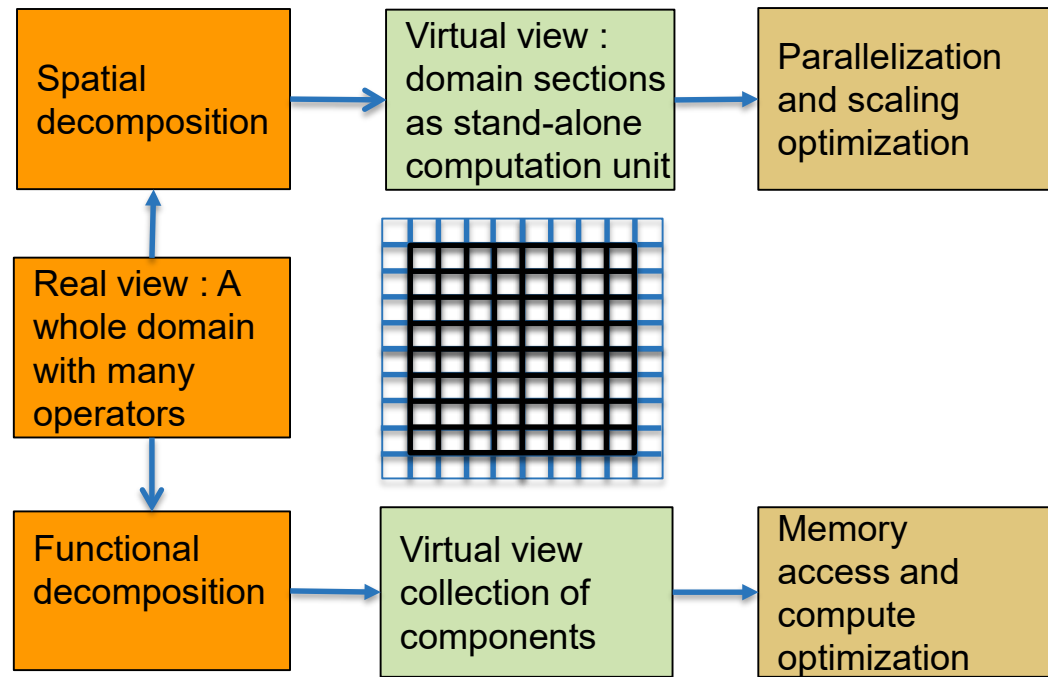 Spatial
decomposition
Virtual view :
domain sections
as stand-alone
computation unit
Parallelization
and scaling
optimization
Real view : A
whole domain
with many
operators
Functional
decomposition
Virtual view
collection of
components
Memory
access and
compute
optimization